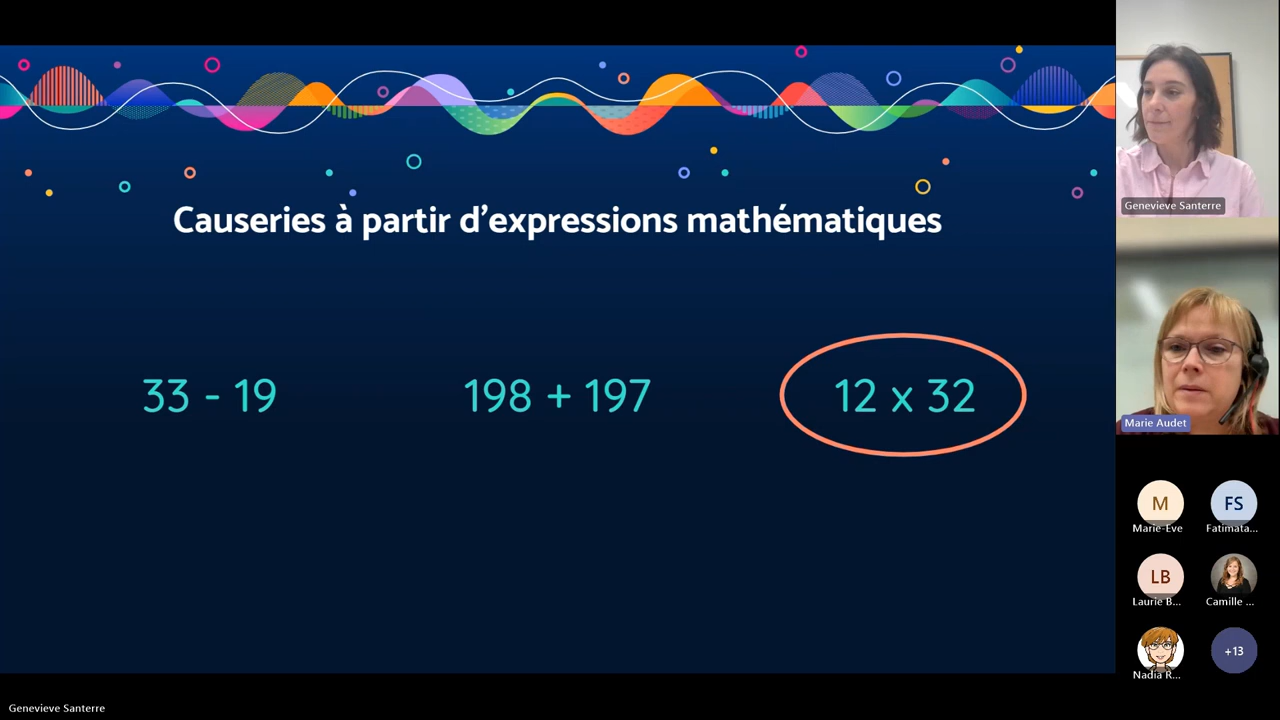 Causeries à partir d'expressions mathématiques
33 - 19
198 + 197
12 x 32
Genevieve Santerre
Marie Audet
M
FS
Marie-Eve
Fatimata...
LB
Laurie B...
Camille ...
+13
Nadia R...
Genevieve Santerre